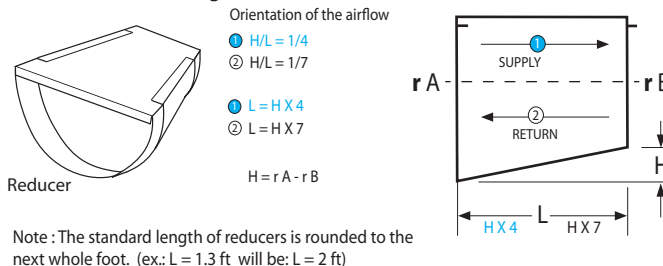 Orientation of the airflow
1 H/L = 1/4
2 H/L = 1/7
1 L = H X 4
2 L = H X 7
H = r A - r B
Reducer
Note : The standard length of reducers is rounded to the
next whole foot. (ex.: L = 1.3 ft will be: L = 2 ft)
1
SUPPLY
r A
r B
2
RETURN
H
H X 4 L H X 7